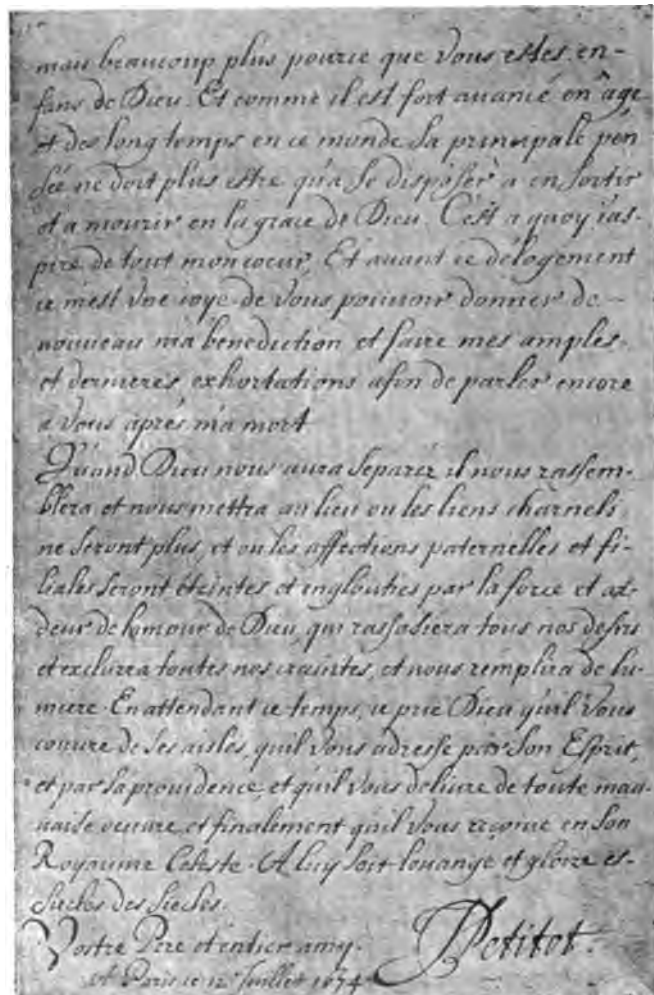 mais beaucoup plus pource que vous estes en-
fans de Dieu. Et comme il est fort auancé en âge
et des long temps en ce monde sa principale pen
sée ne doit plus estre qu'a se disposer a en sortir
et a mourir en la grace de Dieu. C'est a quoy i'as-
pire de tout mon coeur, Et auant ce délogement
ce m'est vne ioye de vous pouuoir donner de
nouueau ma benediction et faire mes amples
et dernieres exhortations afin de parler encore
a vous après ma mort
Quand Dieu nous aura separéz il nous rassem-
blera et nous mettra au lieu ou les liens charnels
ne seront plus, et ou les affections paternelles et fi-
liales seront éteintes et englouties par la force et ar-
deur de l'amour de Dieu, qui rassasiera tous nos desirs
et exclurra toutes nos craintes, et nous remplira de lu-
miere. En attendant ce temps, ie prie Dieu qu'il vous
couure de ses aisles, qu'il vous adresse par son Esprit,
et par sa prouidence, et qu'il vous deliure de toute mau-
uaise oeuure, et finalement qu'il vous reçoiue en son
Royaume Celeste. A luy soit louange et gloire es-
siecles des siecles.
Vostre Pere et entier amy.
Petitot.
A Paris ce 12 Juillet 1674